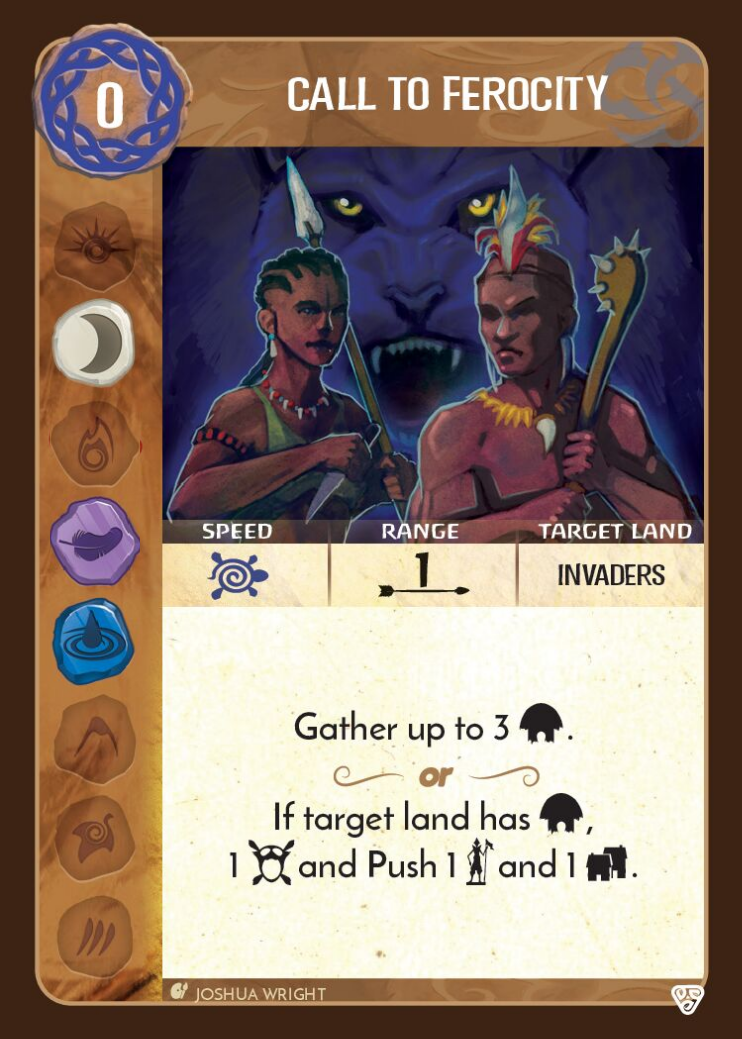 0
CALL TO FEROCITY
SPEED RANGE TARGET LAND
1 INVADERS
Gather up to 3 .
or
If target land has ,
1 and Push 1 and 1 .
JOSHUA WRIGHT